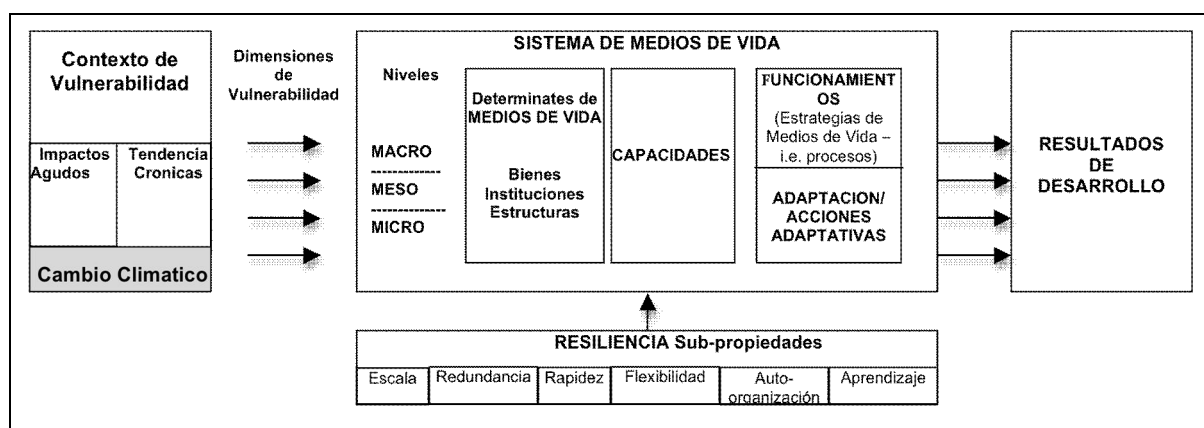 Contexto de
Vulnerabilidad
Impactos
Agudos
Tendencia
Cronicas
Cambio Climatico
Dimensiones
de
Vulnerabilidad
SISTEMA DE MEDIOS DE VIDA
Niveles
MACRO
MESO
MICRO
Determinates de
MEDIOS DE VIDA
Bienes
Instituciones
Estructuras
CAPACIDADES
FUNCIONAMIENT
OS
(Estrategias de
Medios de Vida –
i.e. procesos)
ADAPTACION/
ACCIONES
ADAPTATIVAS
RESULTADOS
DE
DESARROLLO
RESILIENCIA Sub-propiedades
Escala
Redundancia
Rapidez
Flexibilidad
Auto-
organización
Aprendizaje